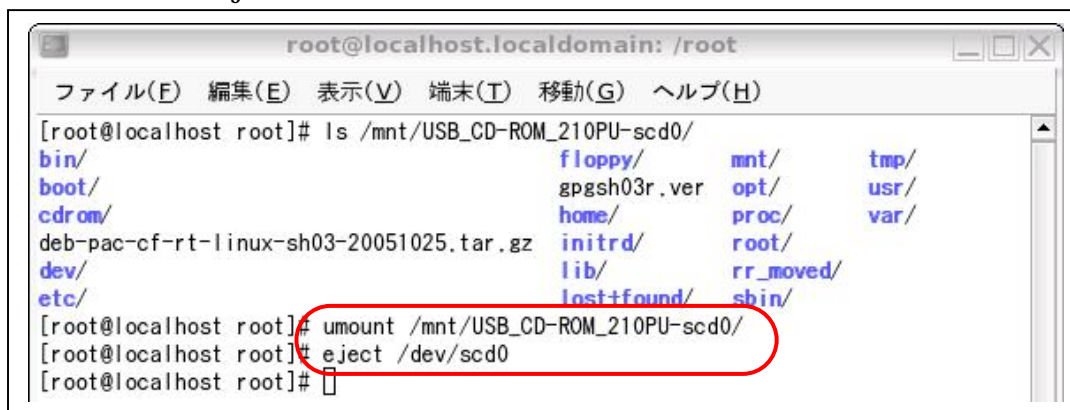 root@localhost.localdomain: /root
ファイル(F) 編集(E) 表示(V) 端末(T) 移動(G) ヘルプ(H)
[root@localhost root]# ls /mnt/USB_CD-ROM_210PU-scd0/
bin/ floppy/ mnt/ tmp/
boot/ gpgsh03r.ver opt/ usr/
cdrom/ home/ proc/ var/
deb-pac-cf-rt-linux-sh03-20051025.tar.gz initrd/ root/
dev/ lib/ rr_moved/
etc/ lost+found/ sbin/
[root@localhost root]# umount /mnt/USB_CD-ROM_210PU-scd0/
[root@localhost root]# eject /dev/scd0
[root@localhost root]#